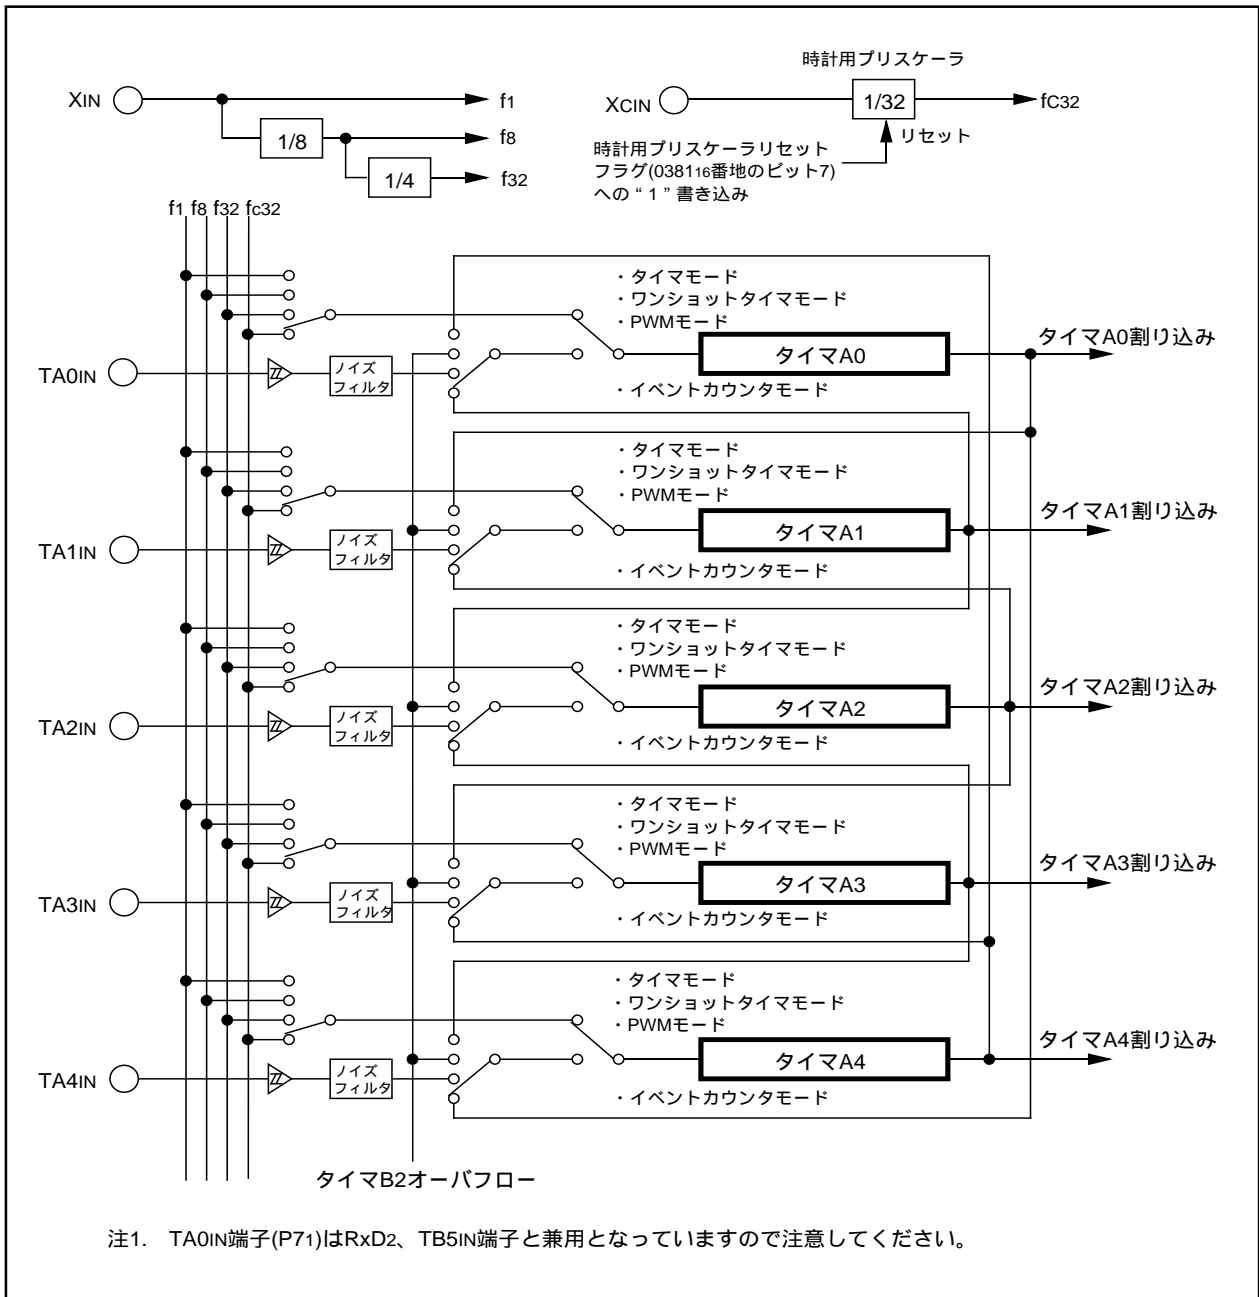 時計用プリスケーラ
XIN
f1
XCIN
1/32
fC32
1/8
f8
リセット
1/4
f32
時計用プリスケーラリセット
フラグ(038116番地のビット7)
への“1”書き込み
f1 f8 f32 fc32
・タイマモード
・ワンショットタイマモード
・PWMモード
タイマA0割り込み
タイマA0
TA0IN
ノイズ
フィルタ
・イベントカウンタモード
・タイマモード
・ワンショットタイマモード
・PWMモード
タイマA1割り込み
タイマA1
TA1IN
ノイズ
フィルタ
・イベントカウンタモード
・タイマモード
・ワンショットタイマモード
・PWMモード
タイマA2割り込み
タイマA2
TA2IN
ノイズ
フィルタ
・イベントカウンタモード
・タイマモード
・ワンショットタイマモード
・PWMモード
タイマA3割り込み
タイマA3
TA3IN
ノイズ
フィルタ
・イベントカウンタモード
・タイマモード
・ワンショットタイマモード
・PWMモード
タイマA4割り込み
タイマA4
TA4IN
ノイズ
フィルタ
・イベントカウンタモード
タイマB2オーバフロー
注1. TA0IN端子(P71)はRxD2、TB5IN端子と兼用となっていますので注意してください。